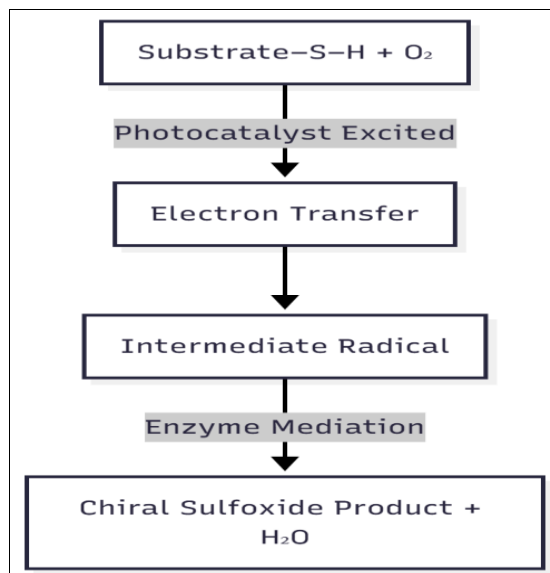 Substrate–S–H + O₂
Photocatalyst Excited
Electron Transfer
Intermediate Radical
Enzyme Mediation
Chiral Sulfoxide Product +
H₂O